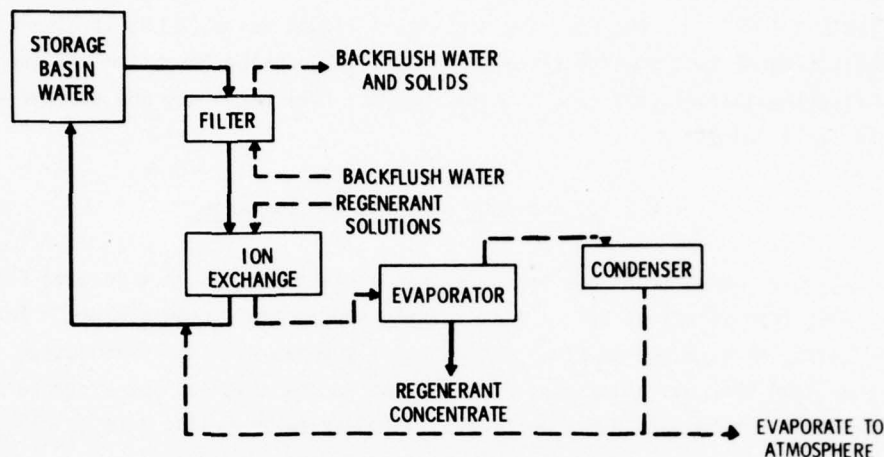 STORAGE
BASIN
WATER
BACKFLUSH WATER
AND SOLIDS
FILTER
BACKFLUSH WATER
REGENERANT
SOLUTIONS
ION
EXCHANGE
EVAPORATOR
CONDENSER
REGENERANT
CONCENTRATE
EVAPORATE TO
ATMOSPHERE